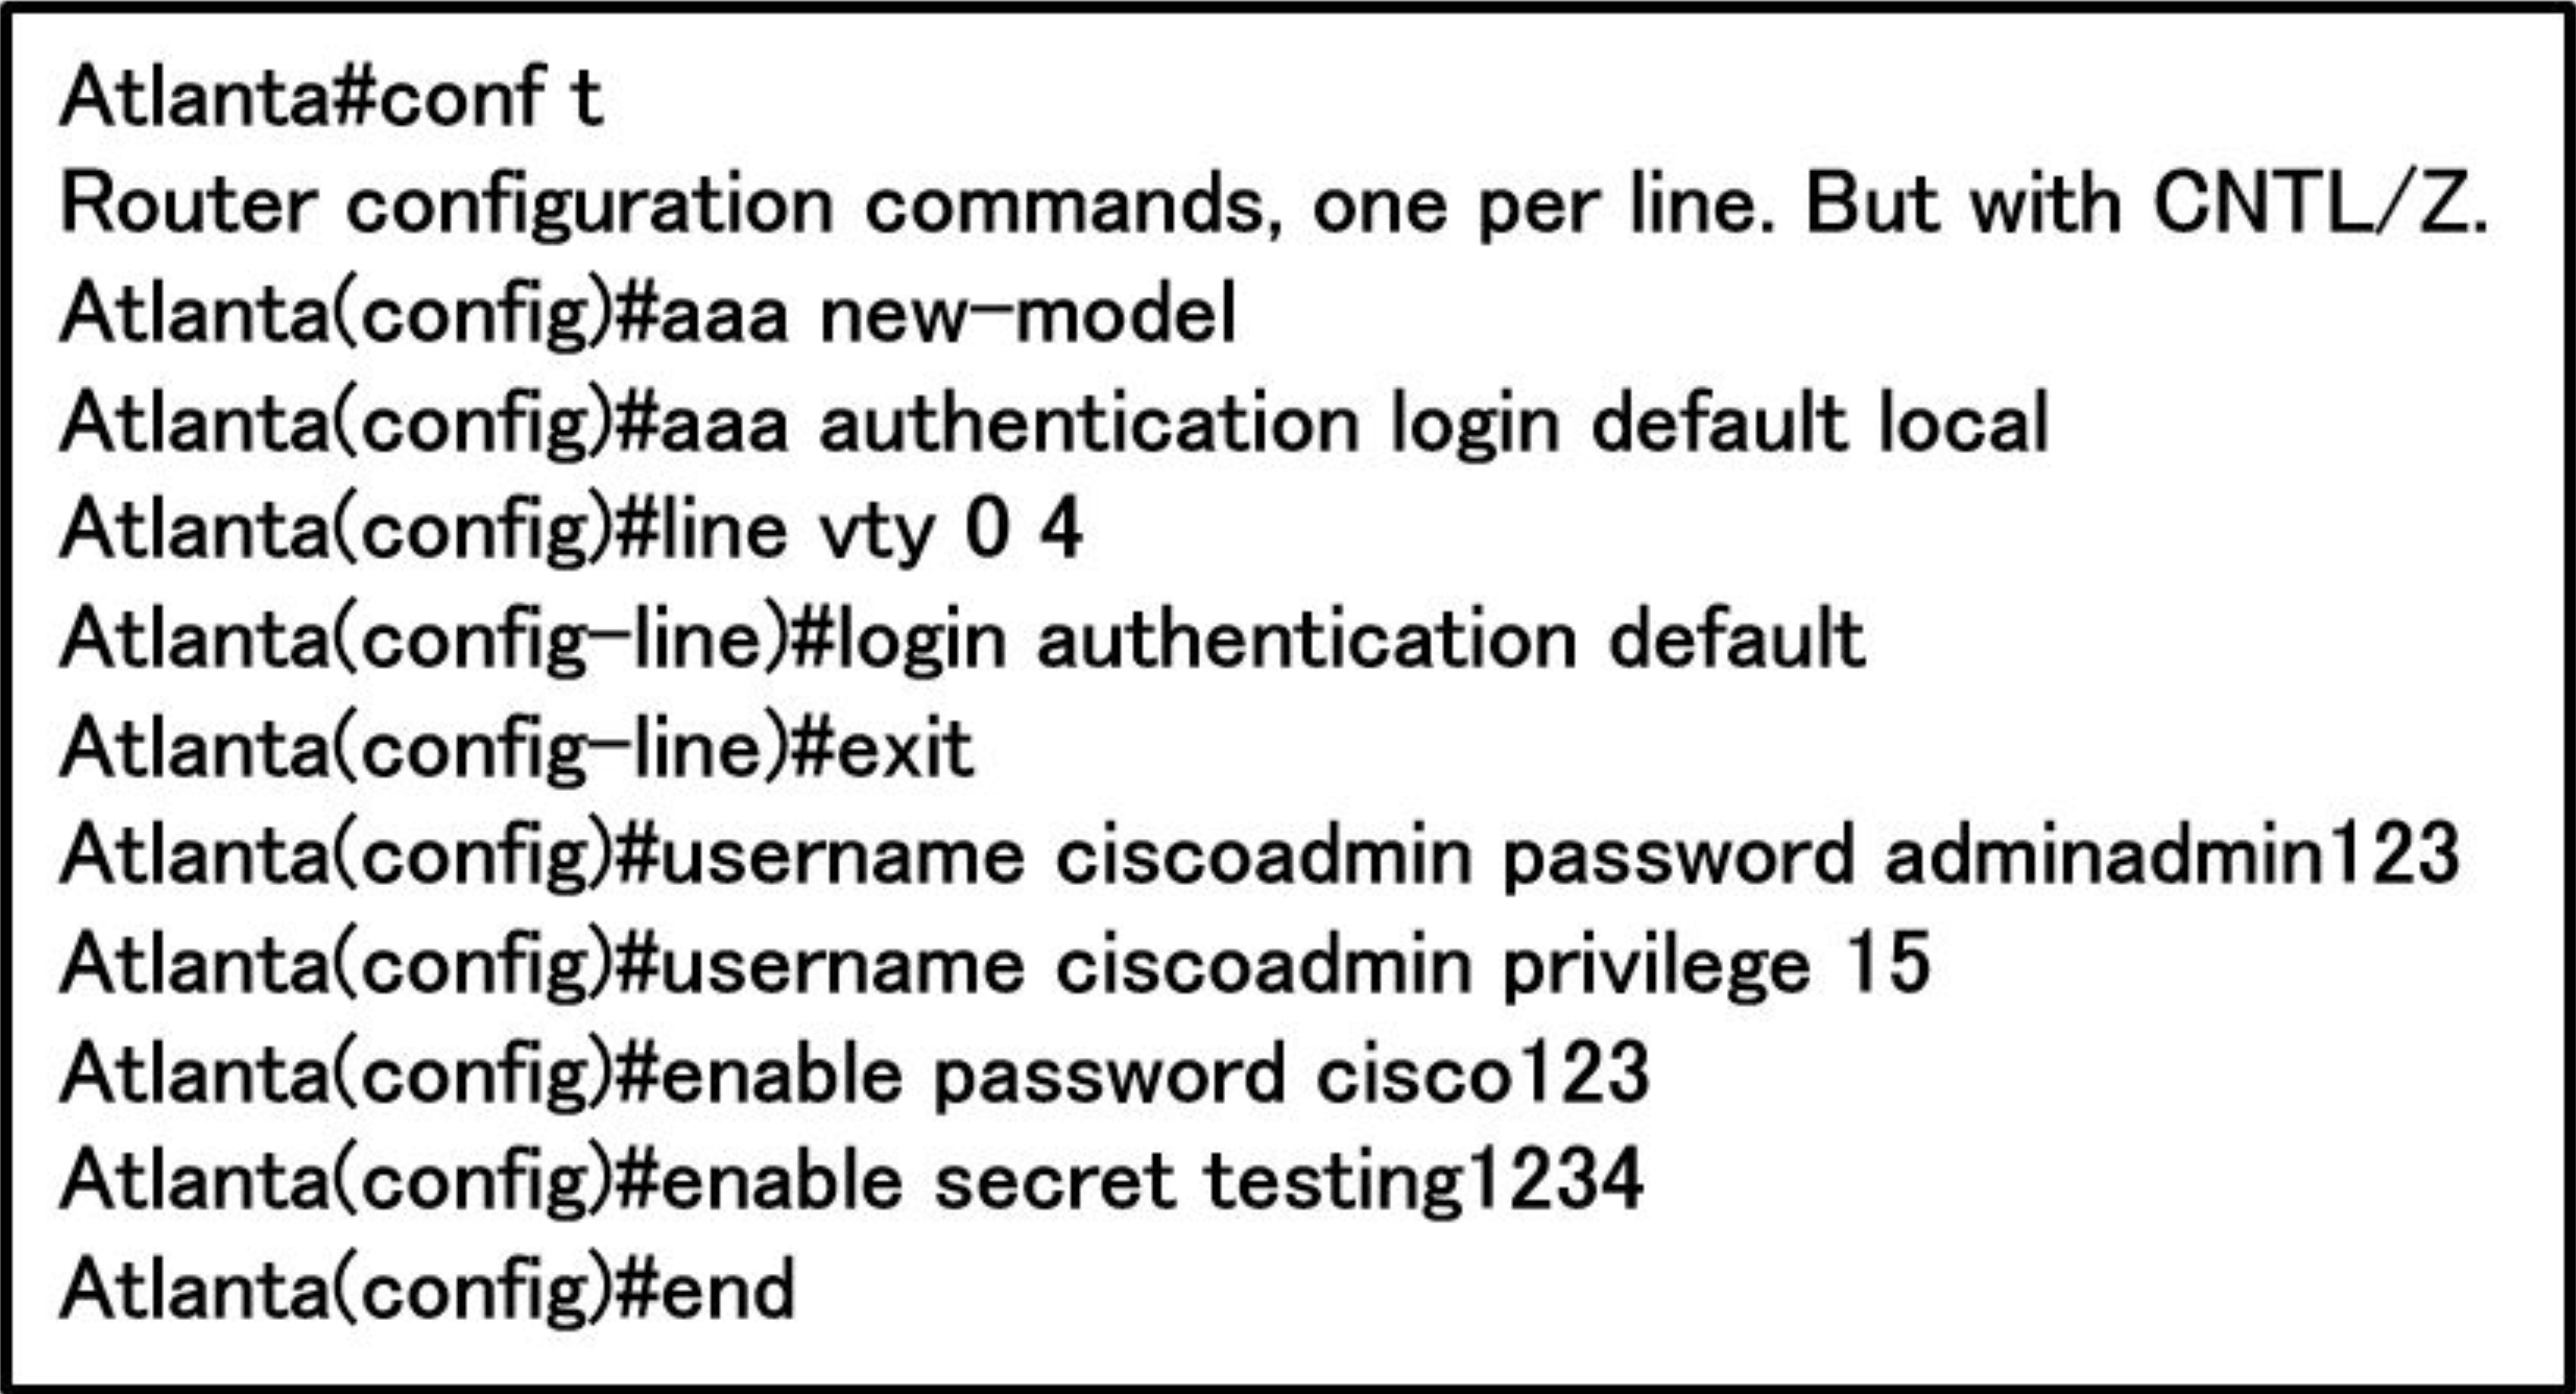 Atlanta#conf t
Router configuration commands, one per line. But with CNTL/Z.
Atlanta(config)#aaa new-model
Atlanta(config)#aaa authentication login default local
Atlanta(config)#line vty 0 4
Atlanta(config-line)#login authentication default
Atlanta(config-line)#exit
Atlanta(config)#username ciscoadmin password adminadmin123
Atlanta(config)#username ciscoadmin privilege 15
Atlanta(config)#enable password cisco123
Atlanta(config)#enable secret testing1234
Atlanta(config)#end